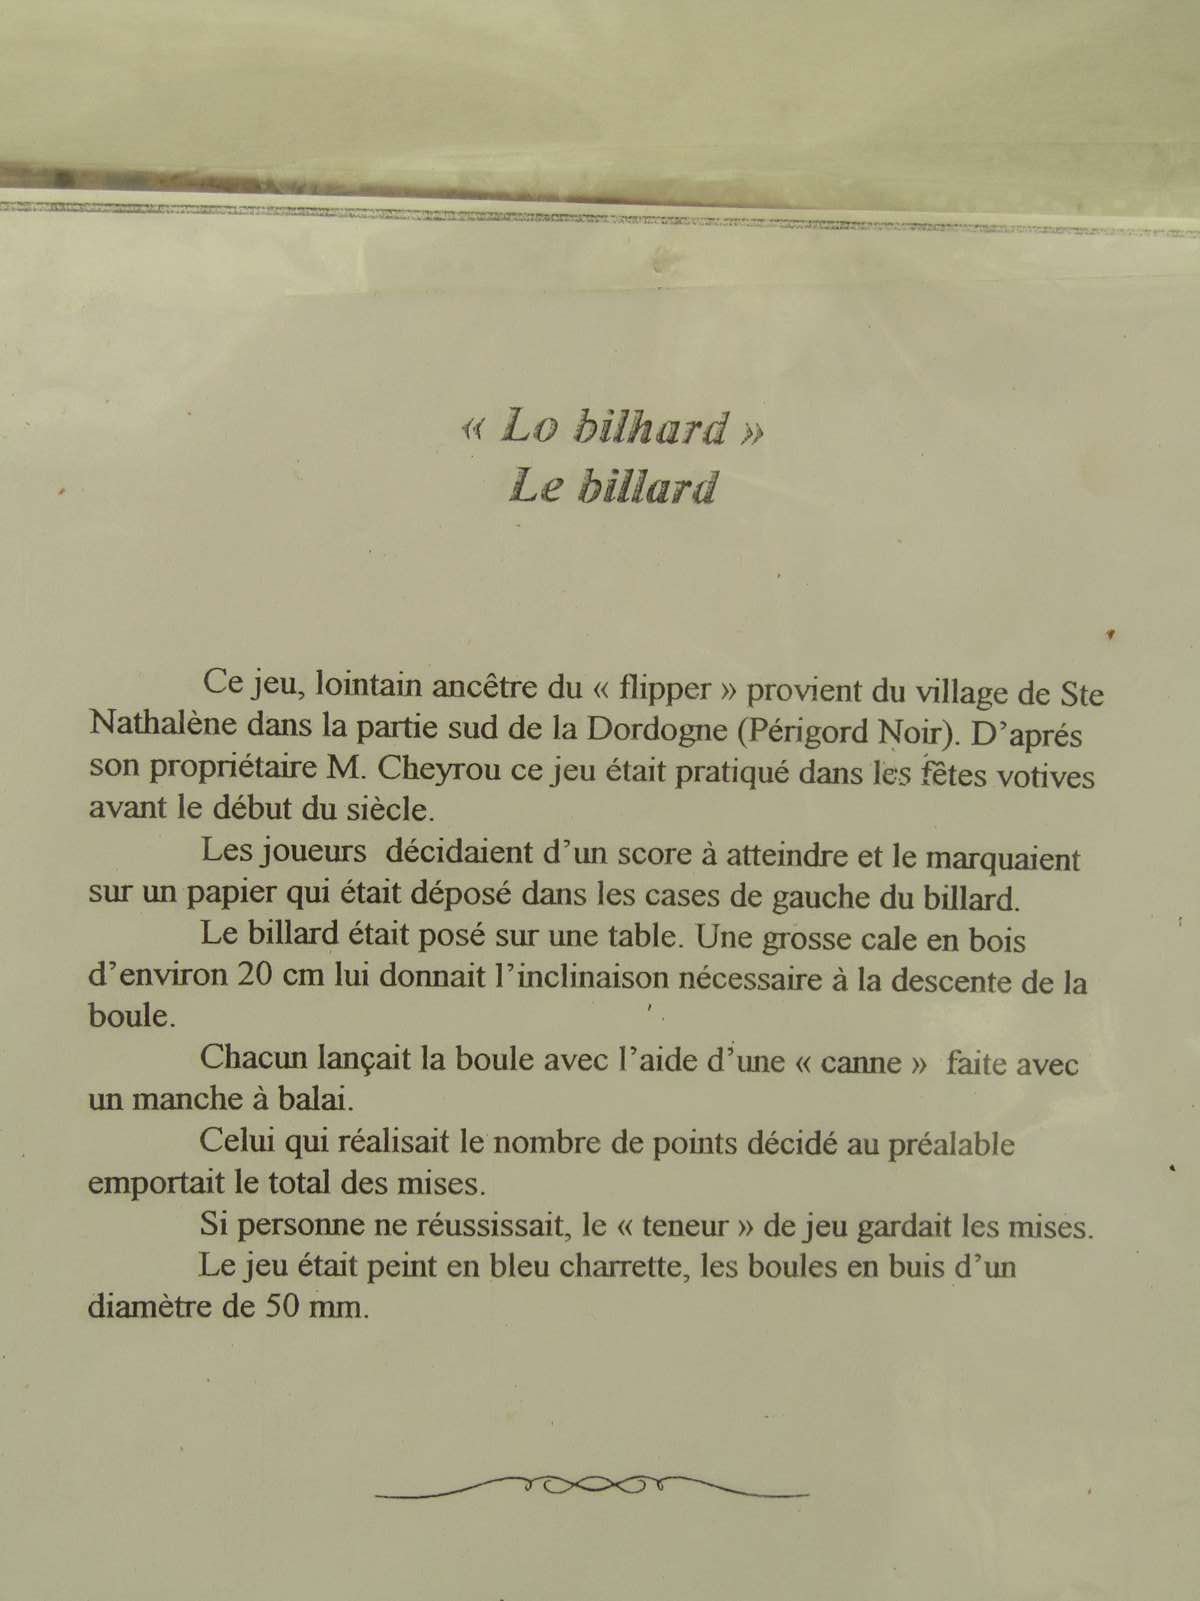 « Lo bilhard »
Le billard
Ce jeu, lointain ancêtre du « flipper » provient du village de Ste
Nathalène dans la partie sud de la Dordogne (Périgord Noir). D’aprés
son propriétaire M. Cheyrou ce jeu était pratiqué dans les fêtes votives
avant le début du siècle.
Les joueurs décidaient d’un score à atteindre et le marquaient
sur un papier qui était déposé dans les cases de gauche du billard.
Le billard était posé sur une table. Une grosse cale en bois
d’environ 20 cm lui donnait l’inclinaison nécessaire à la descente de la
boule.
Chacun lançait la boule avec l’aide d’une « canne » faite avec
un manche à balai.
Celui qui réalisait le nombre de points décidé au préalable
emportait le total des mises.
Si personne ne réussissait, le « teneur » de jeu gardait les mises.
Le jeu était peint en bleu charrette, les boules en buis d’un
diamètre de 50 mm.